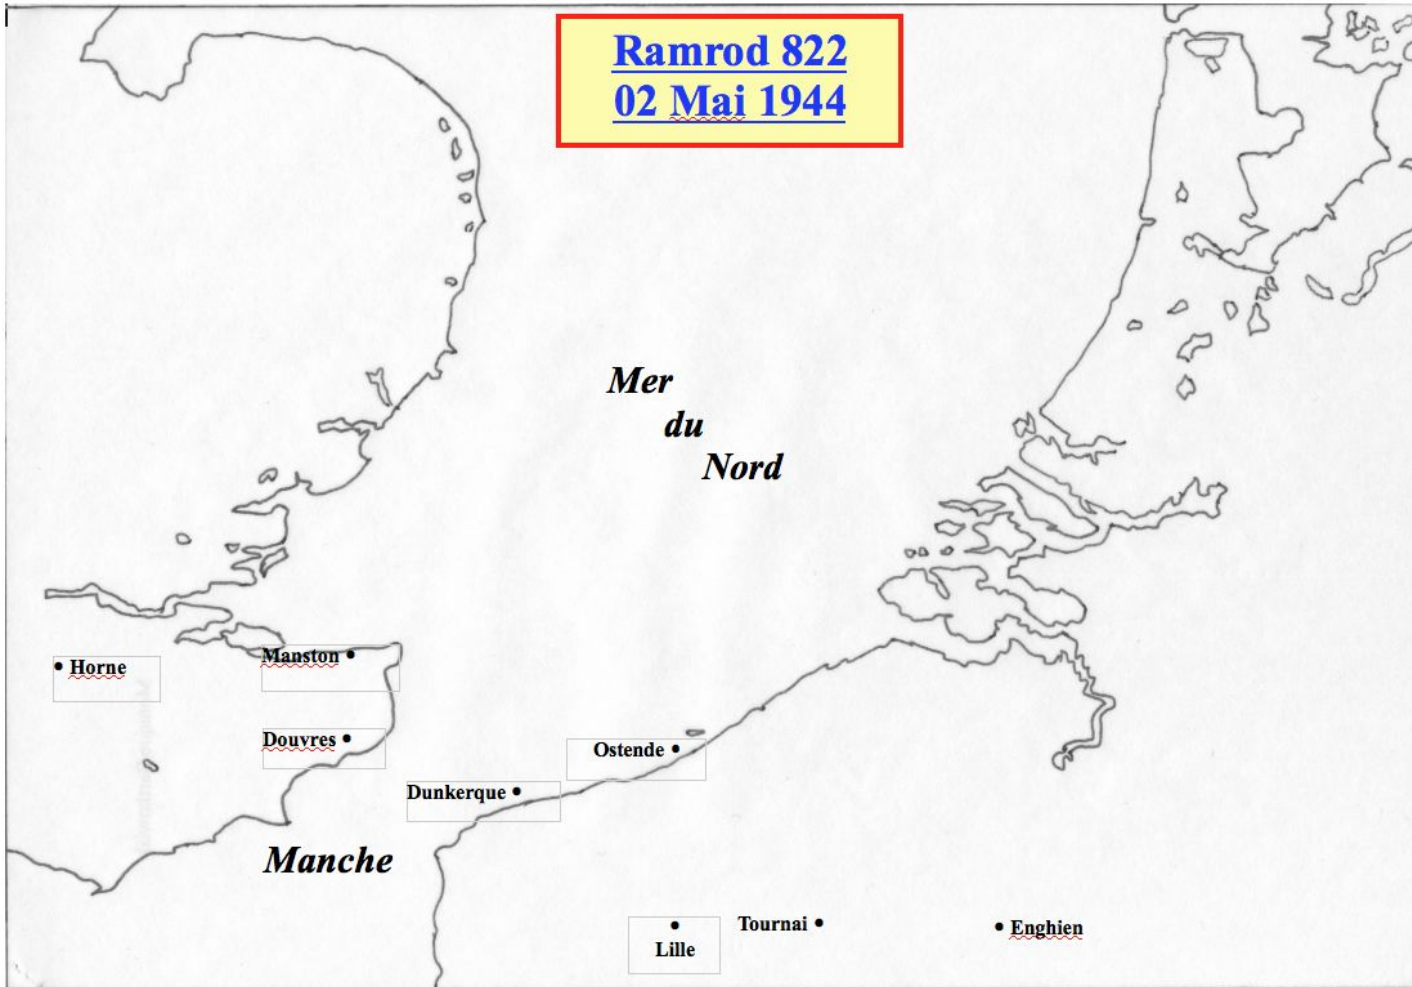 Ramrod 822
02 Mai 1944
Mer
du
Nord
Horne
Manston
Douvres
Ostende
Dunkerque
Manche
Tournai
Enghien
Lille